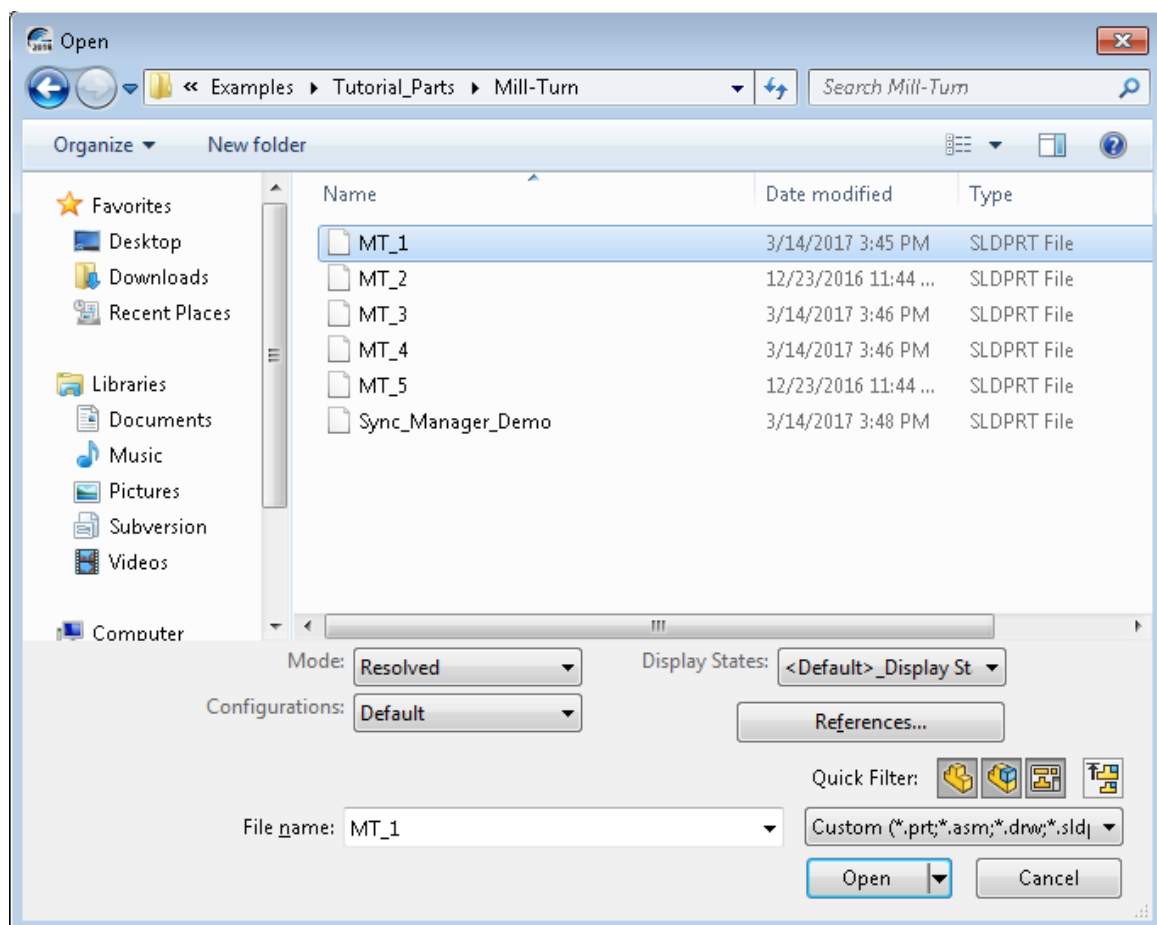 Open
« Examples ▸ Tutorial_Parts ▸ Mill-Turn Search Mill-Turn
Organize New folder
Name Date modified Type
Favorites
Desktop
Downloads
Recent Places
Libraries
Documents
Music
Pictures
Subversion
Videos
Computer
MT_1 3/14/2017 3:45 PM SLDPRT File
MT_2 12/23/2016 11:44 ... SLDPRT File
MT_3 3/14/2017 3:46 PM SLDPRT File
MT_4 3/14/2017 3:46 PM SLDPRT File
MT_5 12/23/2016 11:44 ... SLDPRT File
Sync_Manager_Demo 3/14/2017 3:48 PM SLDPRT File
Mode: Resolved Display States: <Default>_Display St
Configurations: Default
References...
Quick Filter:
File name: MT_1 Custom (*.prt;*.asm;*.drw;*.sld
Open Cancel